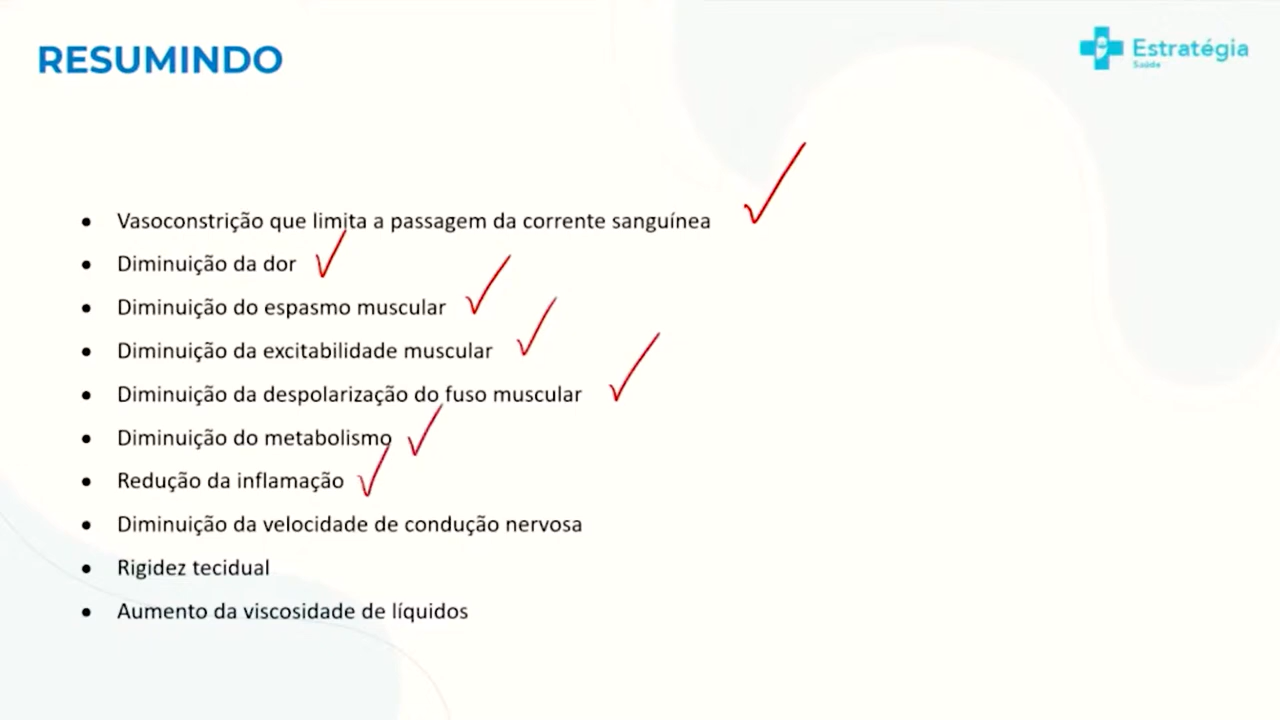 RESUMINDO
Estratégia
Saúde
• Vasoconstrição que limita a passagem da corrente sanguínea
• Diminuição da dor
• Diminuição do espasmo muscular
• Diminuição da excitabilidade muscular
• Diminuição da despolarização do fuso muscular
• Diminuição do metabolismo
• Redução da inflamação
• Diminuição da velocidade de condução nervosa
• Rigidez tecidual
• Aumento da viscosidade de líquidos